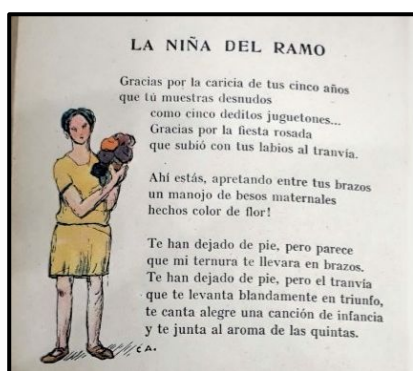 LA NIÑA DEL RAMO
Gracias por la caricia de tus cinco años
que tú muestras desnudos
como cinco deditos juguetones...
Gracias por la fiesta rosada
que subió con tus labios al tranvía.
Ahí estás, apretando entre tus brazos
un manojo de besos maternales
hechos color de flor!
Te han dejado de pie, pero parece
que mi ternura te llevara en brazos.
Te han dejado de pie, pero el tranvía
que te levanta blandamente en triunfo,
te canta alegre una canción de infancia
y te junta al aroma de las quintas.
C A.